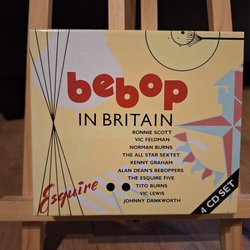 bebop
IN BRITAIN
RONNIE SCOTT
VIC FELDMAN
NORMAN BURNS
THE ALL STAR SEXTET
KENNY GRAHAM
ALAN DEAN'S BEBOPPERS
THE ESQUIRE FIVE
TITO BURNS
VIC LEWIS
JOHNNY DANKWORTH
Esquire
4 CD SET